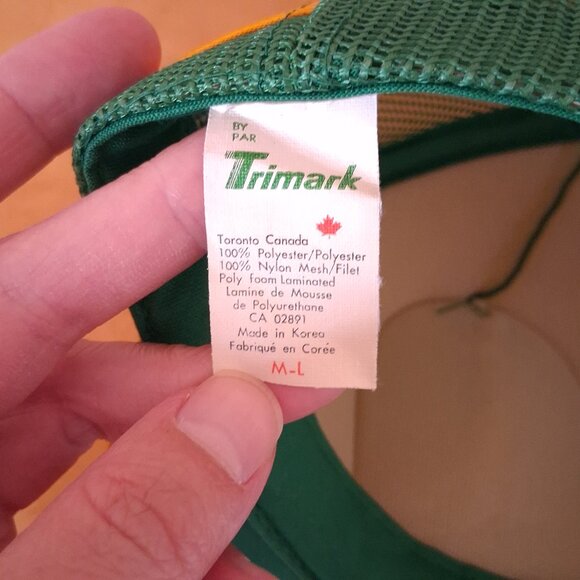 BY
PAR
Trimark
Toronto Canada
100% Polyester/Polyester
100% Nylon Mesh/Filet
Poly foam Laminated
Lamine de Mousse
de Polyurethane
CA 02891
Made in Korea
Fabriqué en Corée
M-L